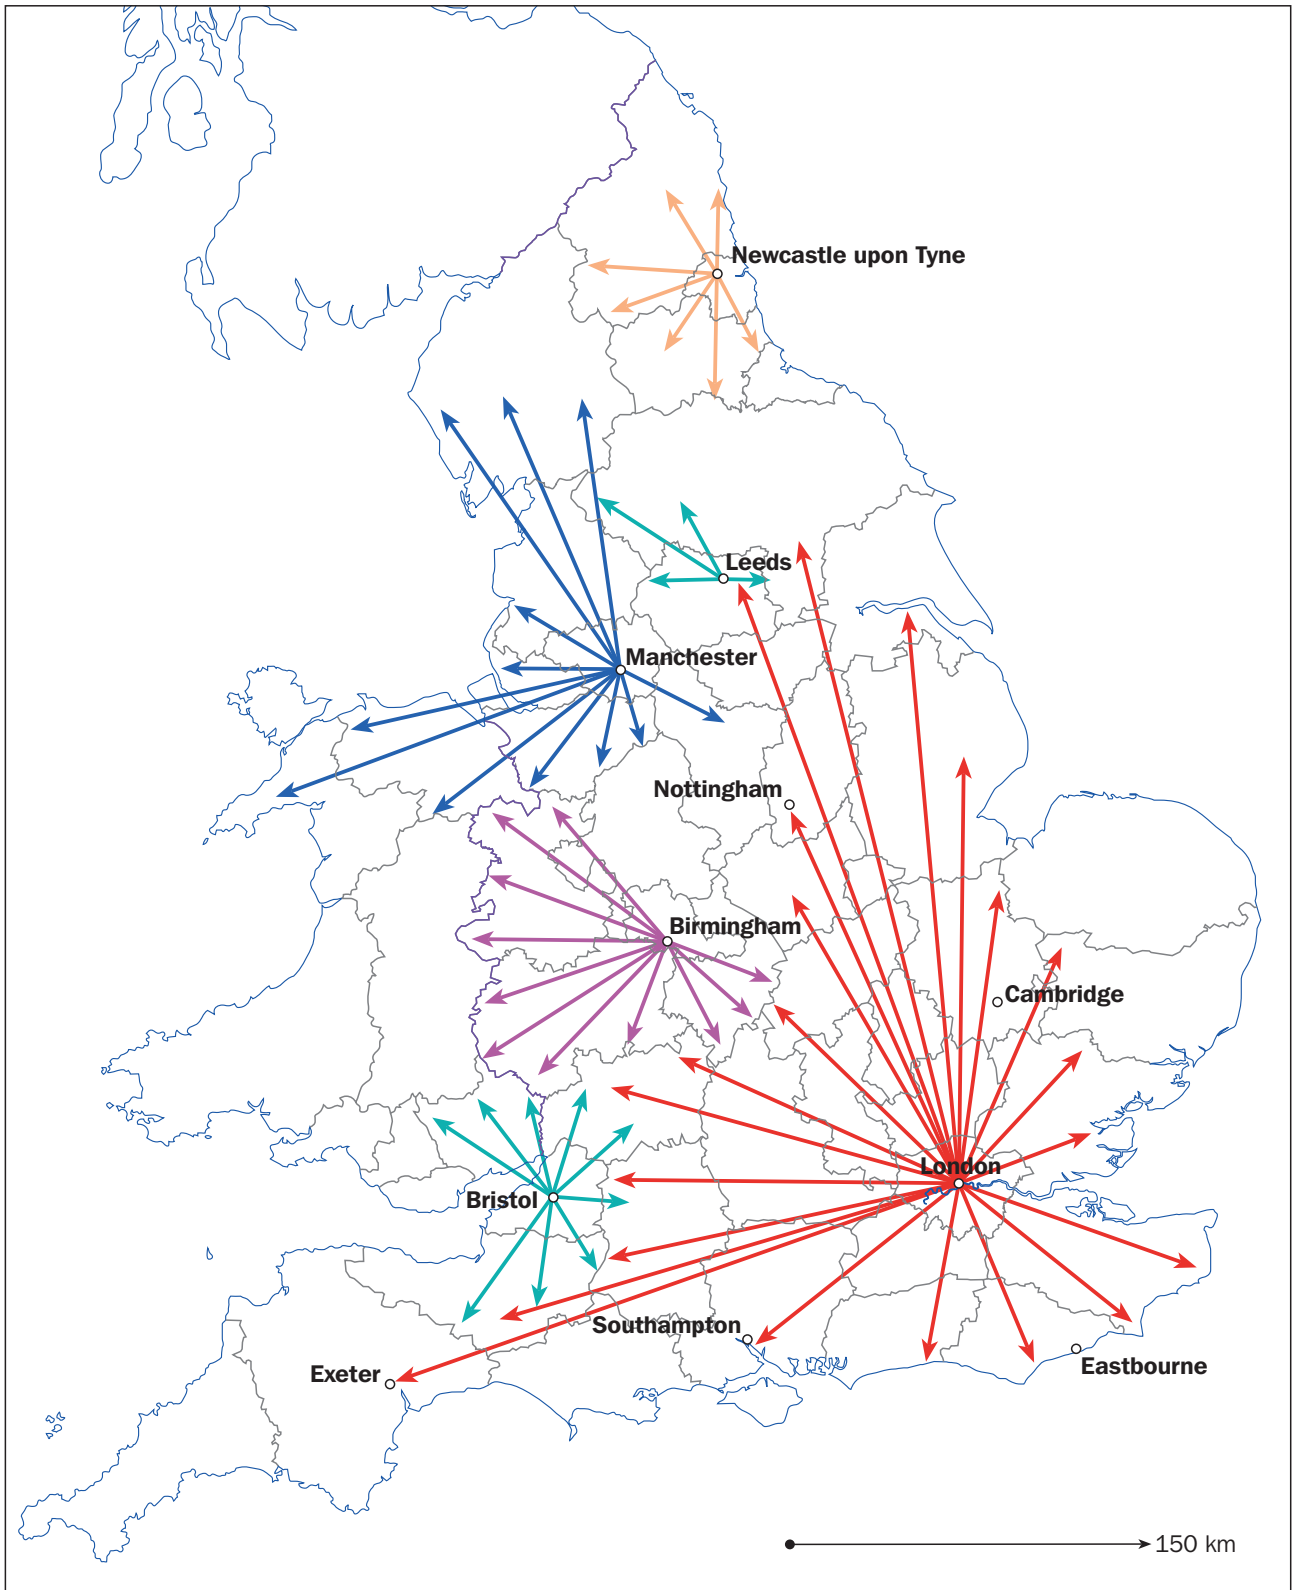 Newcastle upon Tyne
Leeds
Manchester
Nottingham
Birmingham
Cambridge
London
Bristol
Southampton
Exeter
Eastbourne
150 km